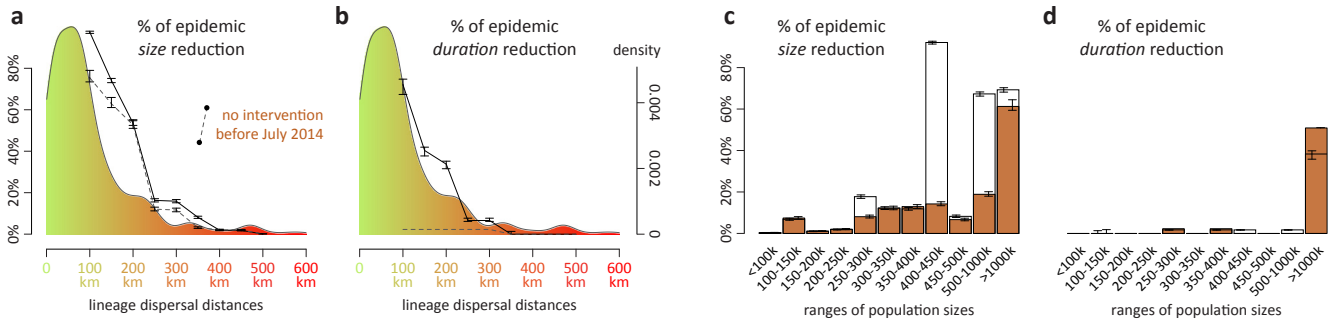 a
% of epidemic
size reduction
80%
60%
40%
20%
0%
no intervention
before July 2014
0
100
km
200
km
300
km
400
km
500
km
600
km
lineage dispersal distances
b
% of epidemic
duration reduction
density
0.004
0.002
0
0
100
km
200
km
300
km
400
km
500
km
600
km
lineage dispersal distances
c
% of epidemic
size reduction
80%
60%
40%
20%
0%
<100k
100-150k
150-200k
200-250k
250-300k
300-350k
350-400k
400-450k
450-500k
500-1000k
>1000k
ranges of population sizes
d
% of epidemic
duration reduction
80%
60%
40%
20%
0%
<100k
100-150k
150-200k
200-250k
250-300k
300-350k
350-400k
400-450k
450-500k
500-1000k
>1000k
ranges of population sizes